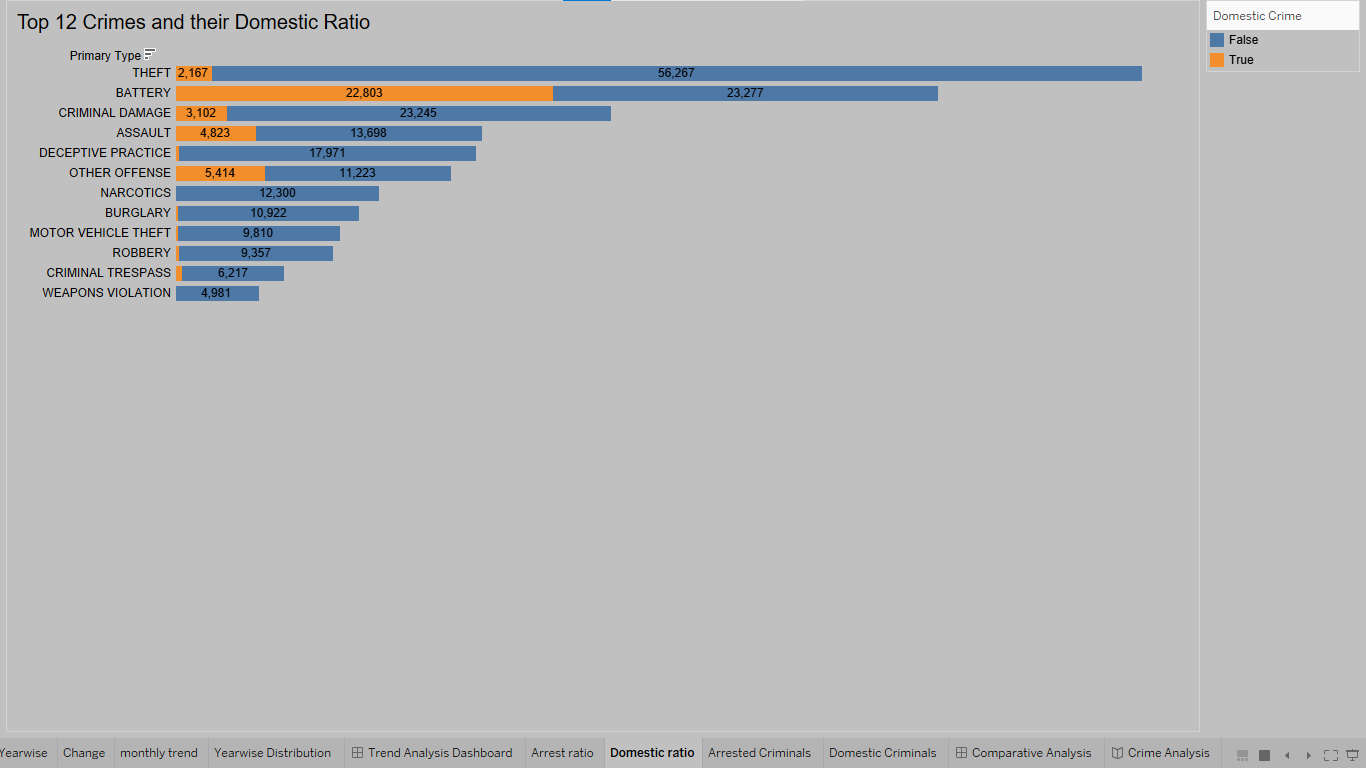 Top 12 Crimes and their Domestic Ratio
Domestic Crime
False
True
Primary Type
THEFT 2,167 56,267
BATTERY 22,803 23,277
CRIMINAL DAMAGE 3,102 23,245
ASSAULT 4,823 13,698
DECEPTIVE PRACTICE 17,971
OTHER OFFENSE 5,414 11,223
NARCOTICS 12,300
BURGLARY 10,922
MOTOR VEHICLE THEFT 9,810
ROBBERY 9,357
CRIMINAL TRESPASS 6,217
WEAPONS VIOLATION 4,981
Yearwise Change monthly trend Yearwise Distribution Trend Analysis Dashboard Arrest ratio Domestic ratio Arrested Criminals Domestic Criminals Comparative Analysis Crime Analysis